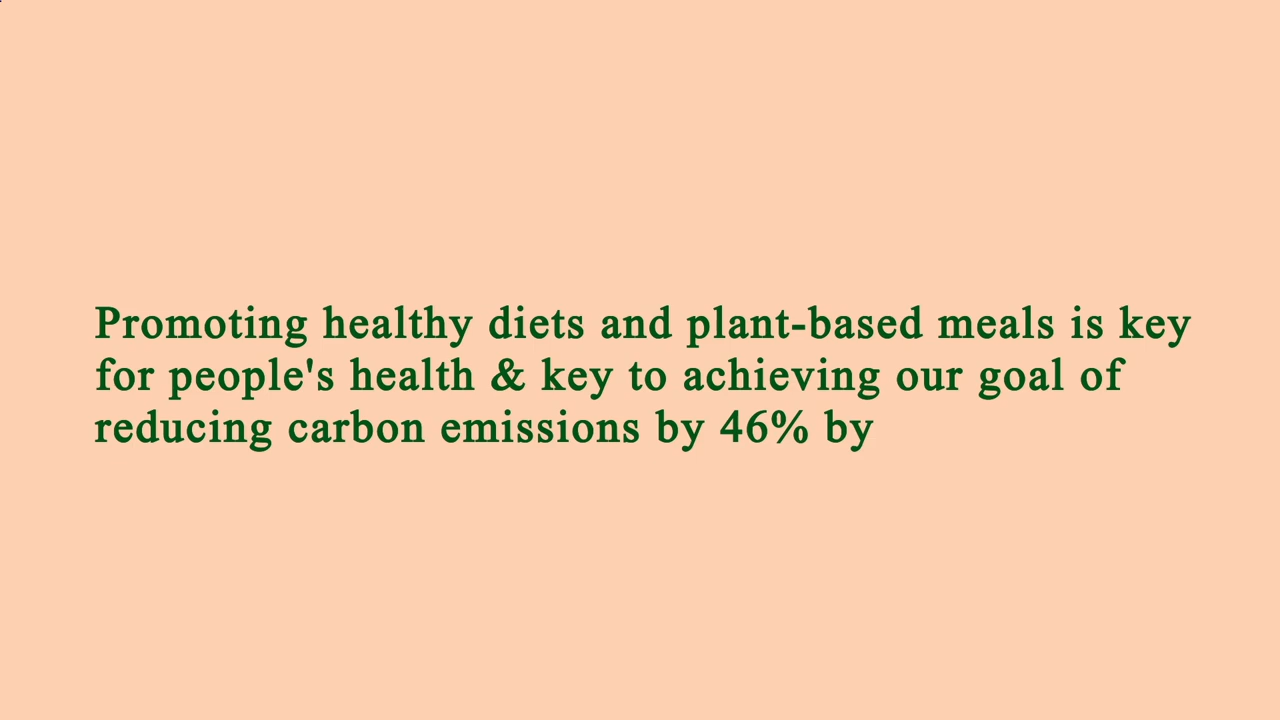 Promoting healthy diets and plant-based meals is key
for people's health & key to achieving our goal of
reducing carbon emissions by 46% by